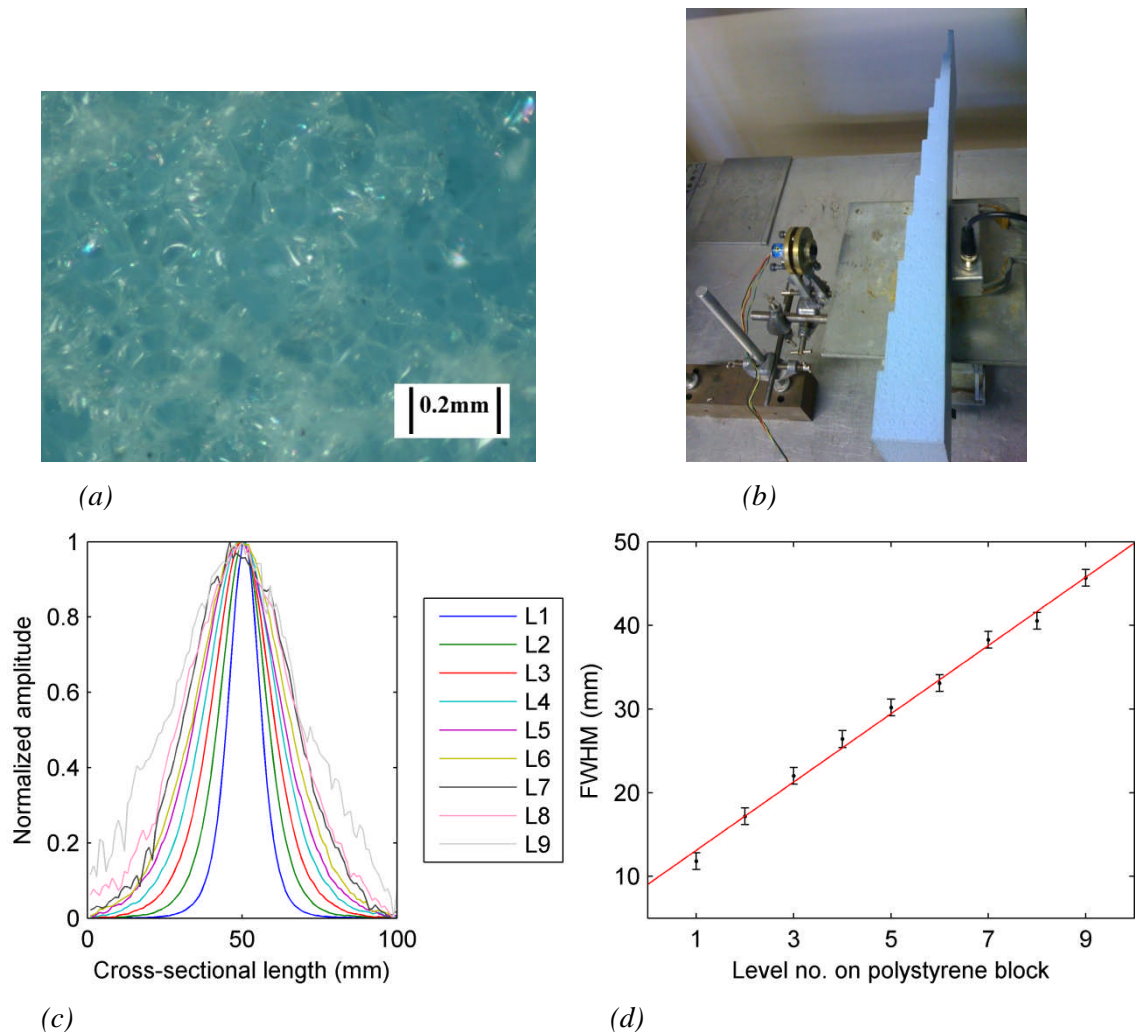 0.2mm
(a)
(b)
1
0.8
0.6
0.4
0.2
0
0 50 100
Normalized amplitude
Cross-sectional length (mm)
L1
L2
L3
L4
L5
L6
L7
L8
L9
(c)
50
40
30
20
10
1 3 5 7 9
FWHM (mm)
Level no. on polystyrene block
(d)